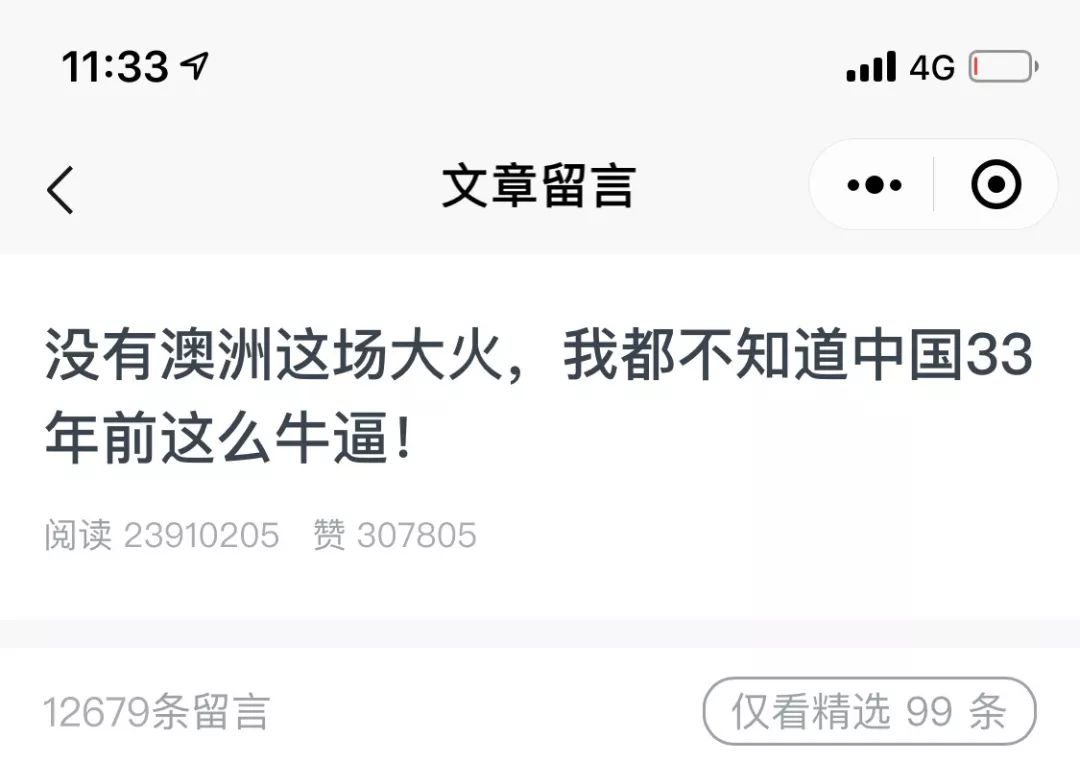 11:33
4G
文章留言
没有澳洲这场大火，我都不知道中国33
年前这么牛逼！
阅读 23910205 赞 307805
12679条留言
仅看精选 99 条